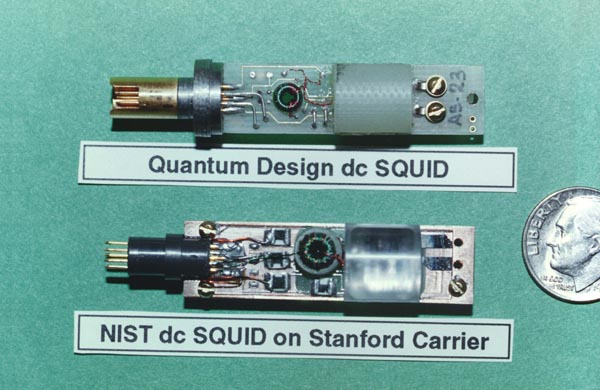 AS-23
Quantum Design dc SQUID
LIBERTY
NIST dc SQUID on Stanford Carrier